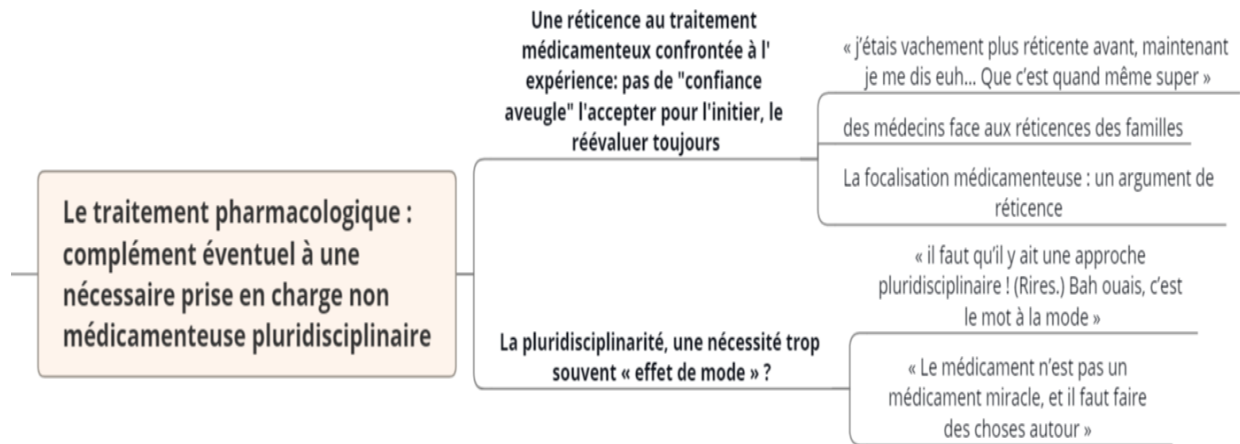 Le traitement pharmacologique :
complément éventuel à une
nécessaire prise en charge non
médicamenteuse pluridisciplinaire
Une réticence au traitement
médicamenteux confrontée à l'
expérience: pas de "confiance
aveugle" l'accepter pour l'initier, le
réévaluer toujours
« j'étais vachement plus réticente avant, maintenant
je me dis euh... Que c'est quand même super »
des médecins face aux réticences des familles
La focalisation médicamenteuse : un argument de
réticence
La pluridisciplinarité, une nécessité trop
souvent « effet de mode » ?
« il faut qu'il y ait une approche
pluridisciplinaire ! (Rires.) Bah ouais, c'est
le mot à la mode »
« Le médicament n'est pas un
médicament miracle, et il faut faire
des choses autour »